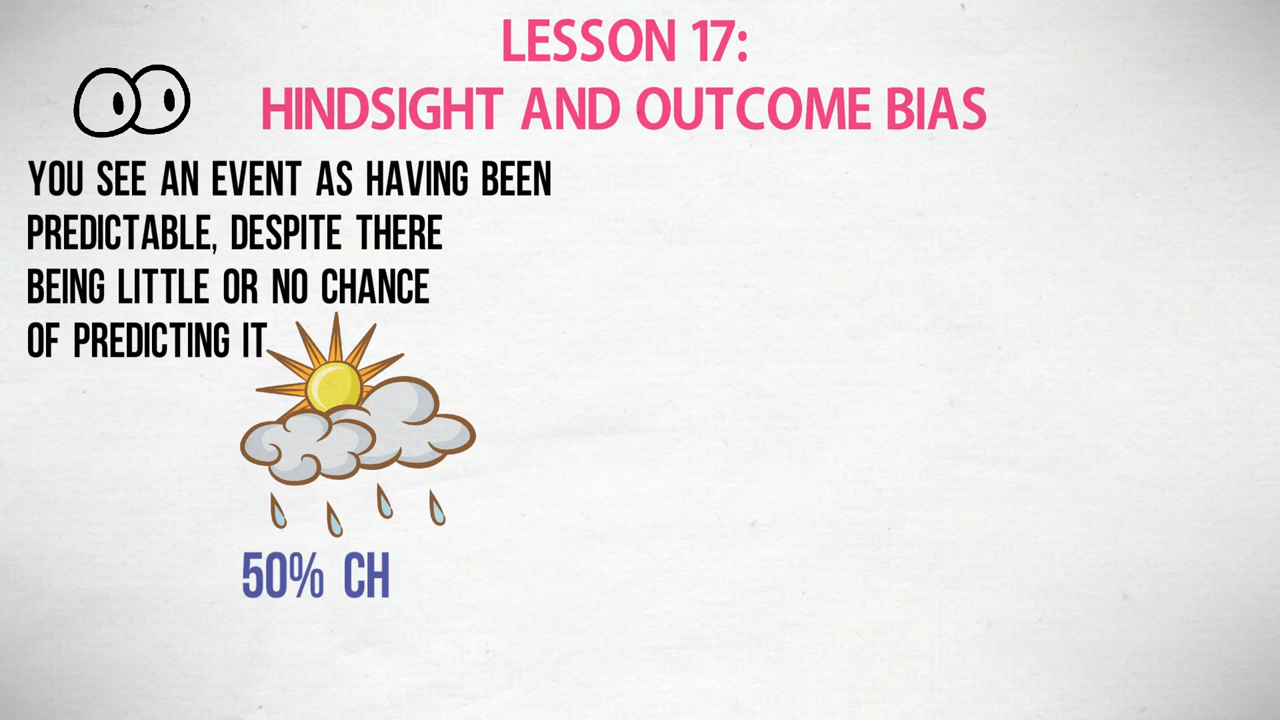 LESSON 17:
HINDSIGHT AND OUTCOME BIAS
YOU SEE AN EVENT AS HAVING BEEN
PREDICTABLE, DESPITE THERE
BEING LITTLE OR NO CHANCE
OF PREDICTING IT
50% CH